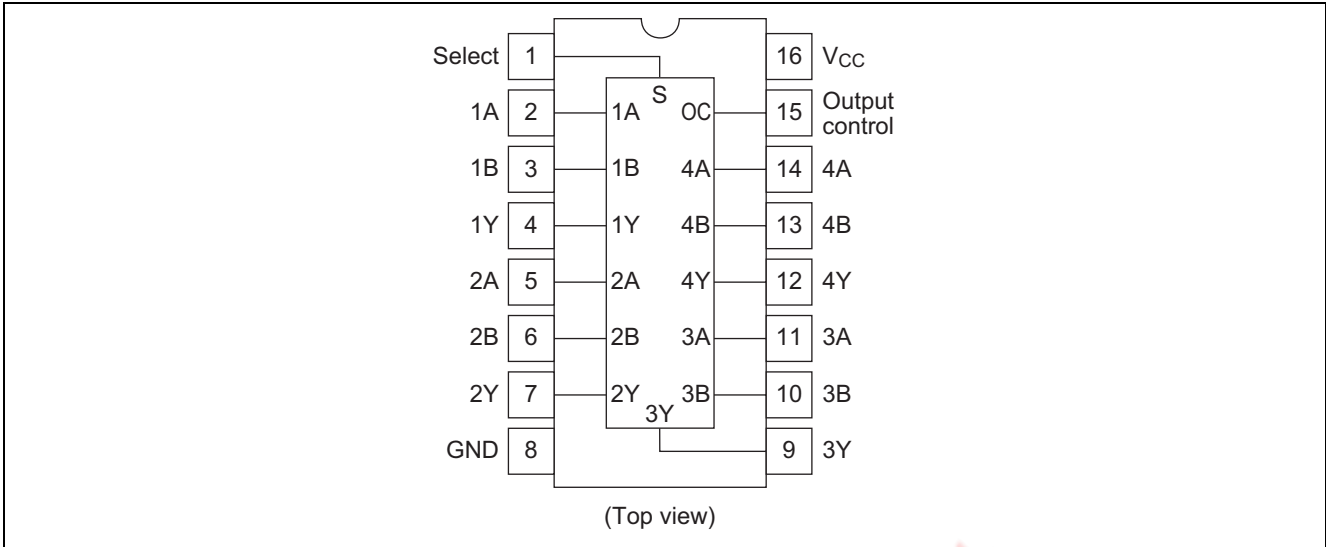 Select 1 16 VCC
S
1A 2 1A OC 15 Output control
1B 3 1B 4A 14 4A
1Y 4 1Y 4B 13 4B
2A 5 2A 4Y 12 4Y
2B 6 2B 3A 11 3A
2Y 7 2Y 3B 10 3B
3Y
GND 8 9 3Y
(Top view)